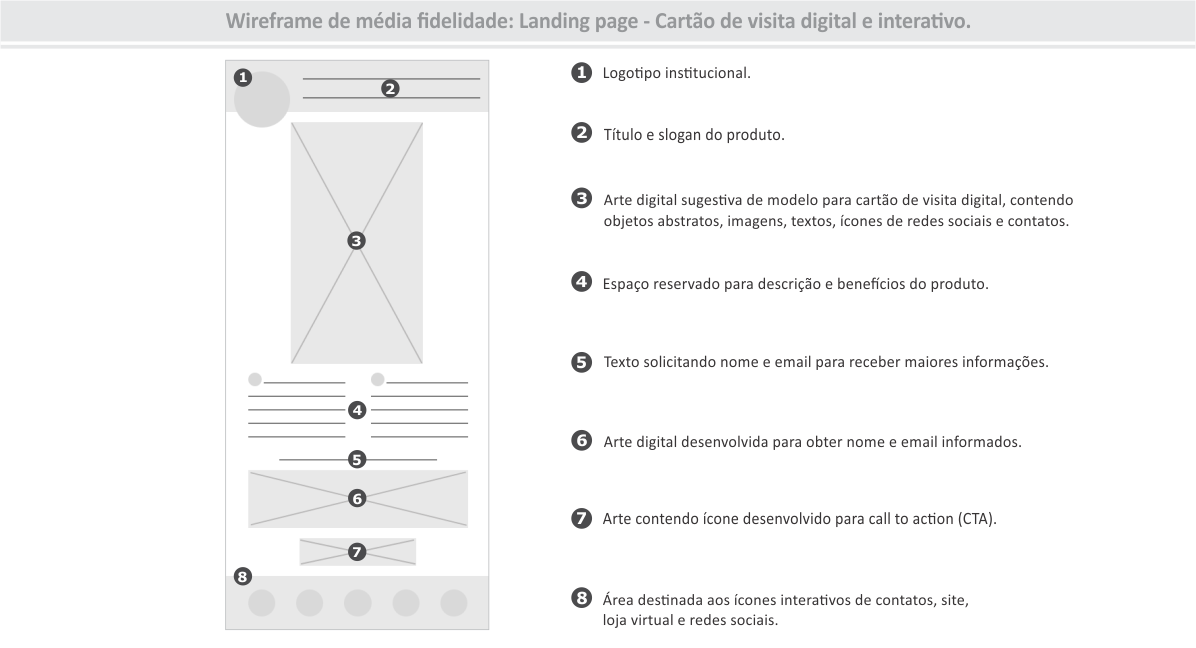 Wireframe de média fidelidade: Landing page - Cartão de visita digital e interativo.
1
2
3
4
5
6
7
8
1 Logotipo institucional.
2 Título e slogan do produto.
3 Arte digital sugestiva de modelo para cartão de visita digital, contendo
objetos abstratos, imagens, textos, ícones de redes sociais e contatos.
4 Espaço reservado para descrição e benefícios do produto.
5 Texto solicitando nome e email para receber maiores informações.
6 Arte digital desenvolvida para obter nome e email informados.
7 Arte contendo ícone desenvolvido para call to action (CTA).
8 Área destinada aos ícones interativos de contatos, site,
loja virtual e redes sociais.